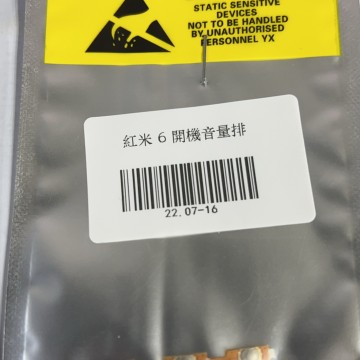 STATIC SENSITIVE
DEVICES
NOT TO BE HANDLED
BY UNAUTHORISED
PERSONNEL YX
紅米 6 開機音量排
22.07-16